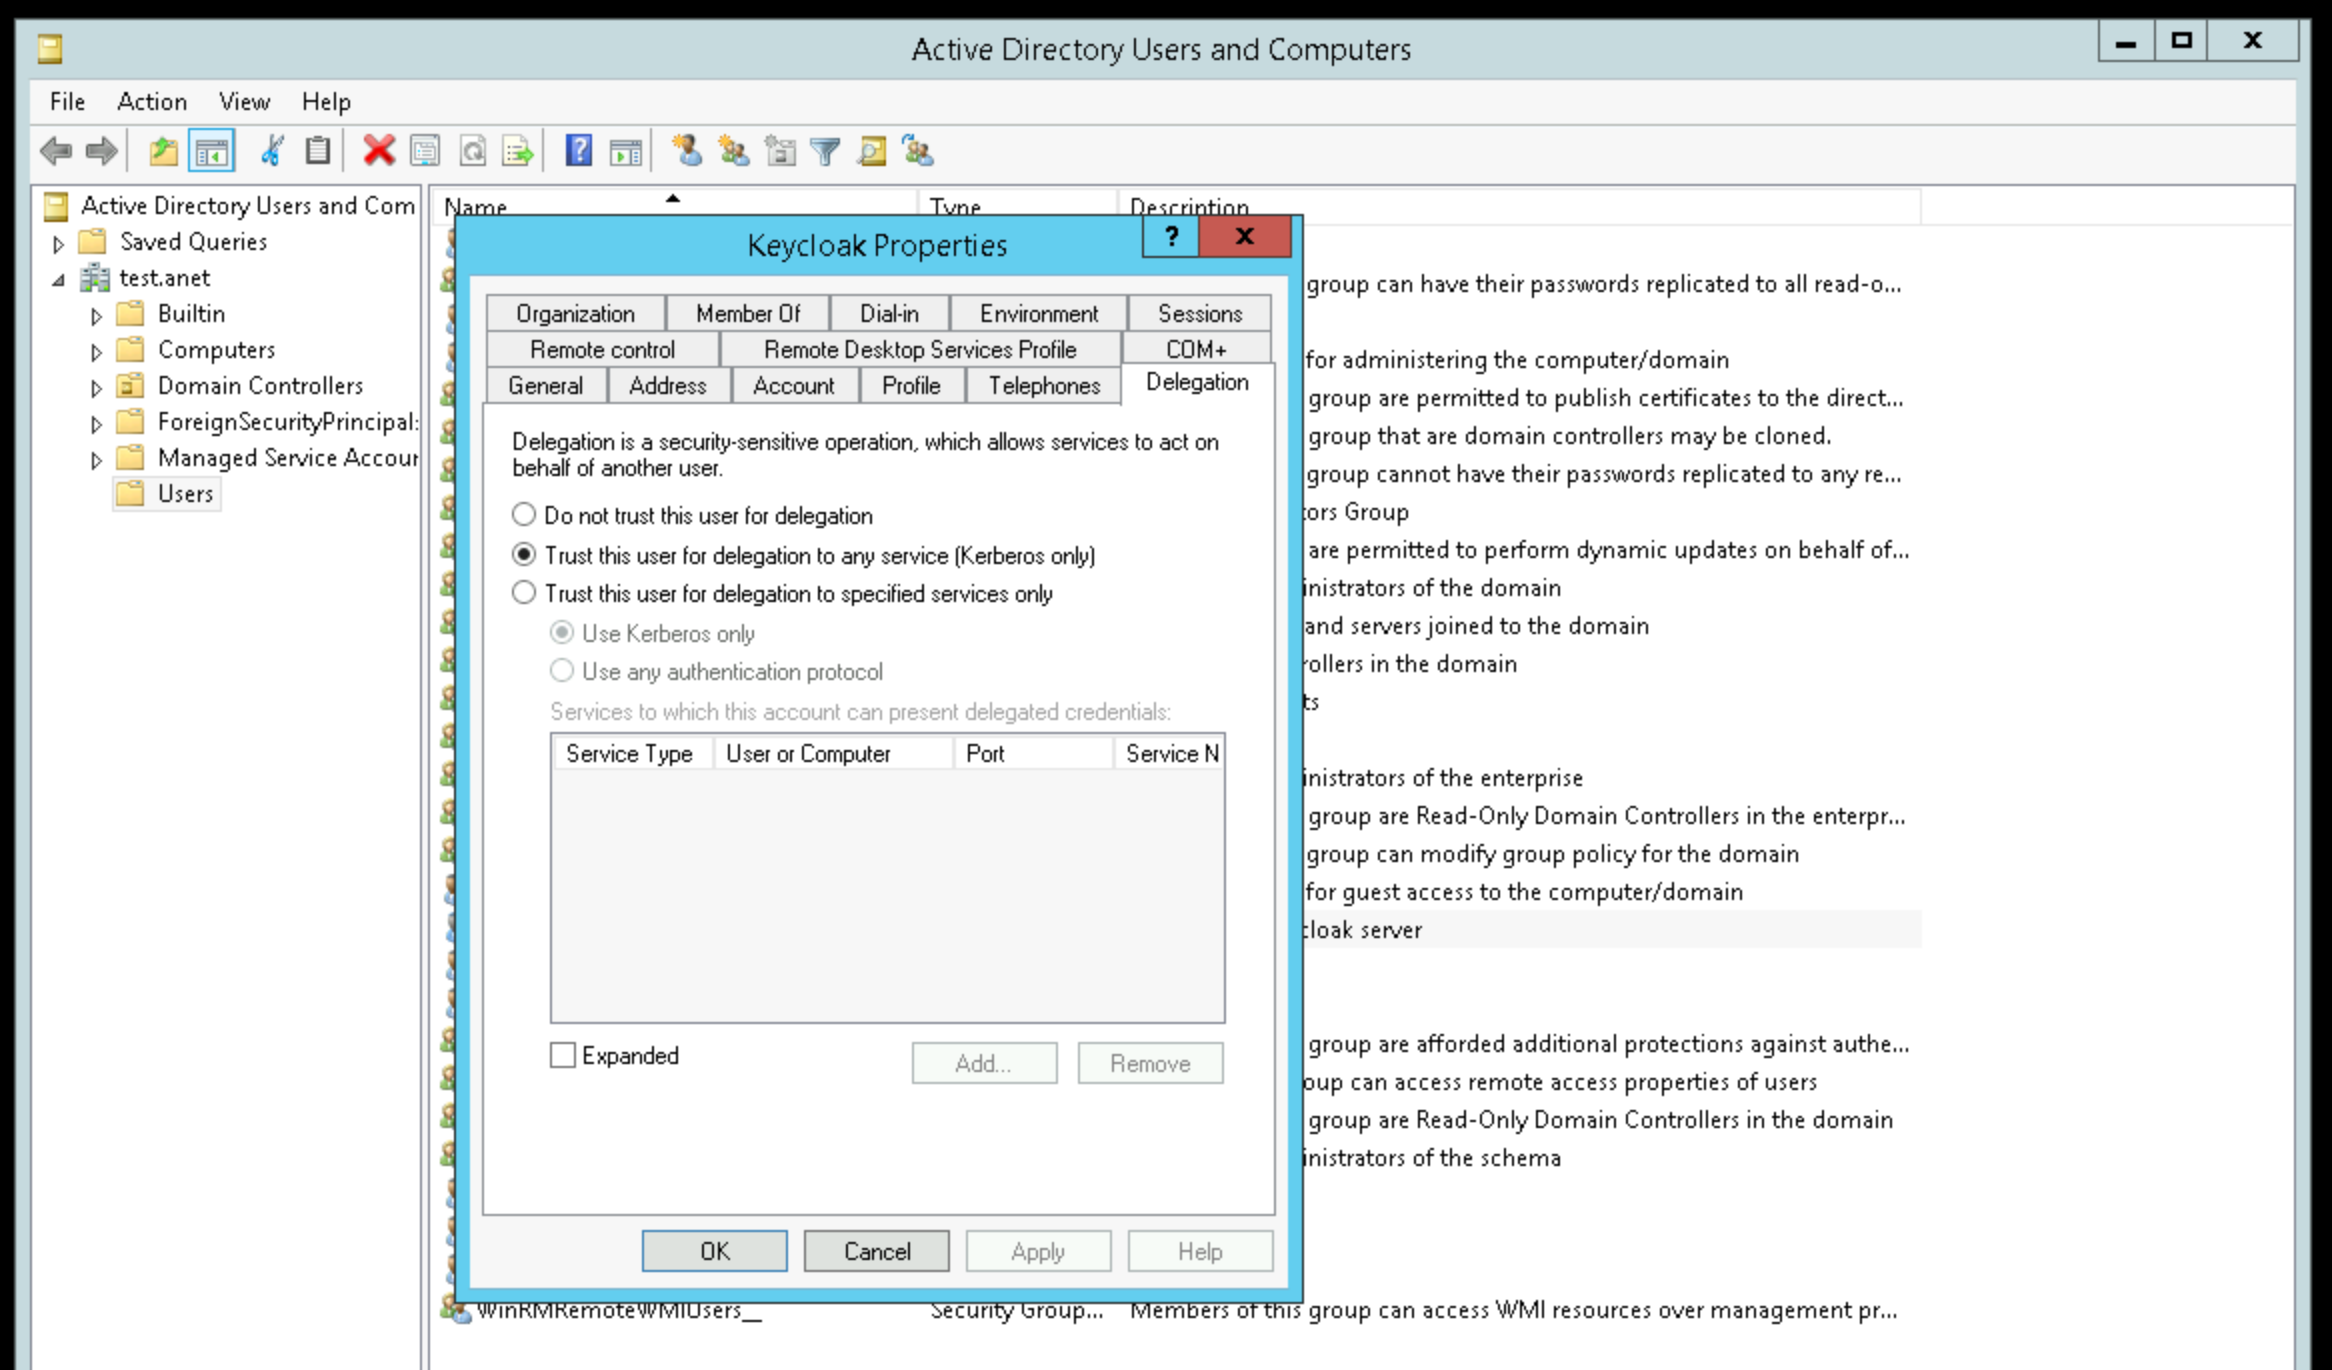 Active Directory Users and Computers
File Action View Help
Active Directory Users and Com
Saved Queries
test.anet
Builtin
Computers
Domain Controllers
ForeignSecurityPrincipal:
Managed Service Accour
Users
Name Type Description
Keycloak Properties
Organization Member Of Dial-in Environment Sessions
Remote control Remote Desktop Services Profile COM+
General Address Account Profile Telephones Delegation
Delegation is a security-sensitive operation, which allows services to act on
behalf of another user.
Do not trust this user for delegation
Trust this user for delegation to any service (Kerberos only)
Trust this user for delegation to specified services only
Use Kerberos only
Use any authentication protocol
Services to which this account can present delegated credentials:
Service Type User or Computer Port Service N
Expanded
Add... Remove
OK Cancel Apply Help
group can have their passwords replicated to all read-o...
for administering the computer/domain
group are permitted to publish certificates to the direct...
group that are domain controllers may be cloned.
group cannot have their passwords replicated to any re...
tors Group
are permitted to perform dynamic updates on behalf of...
inistrators of the domain
and servers joined to the domain
rollers in the domain
ts
inistrators of the enterprise
group are Read-Only Domain Controllers in the enterpr...
group can modify group policy for the domain
for guest access to the computer/domain
cloak server
group are afforded additional protections against authe...
oup can access remote access properties of users
group are Read-Only Domain Controllers in the domain
inistrators of the schema
WinRMRemoteWMIUsers__ Security Group... Members of this group can access WMI resources over management pr...